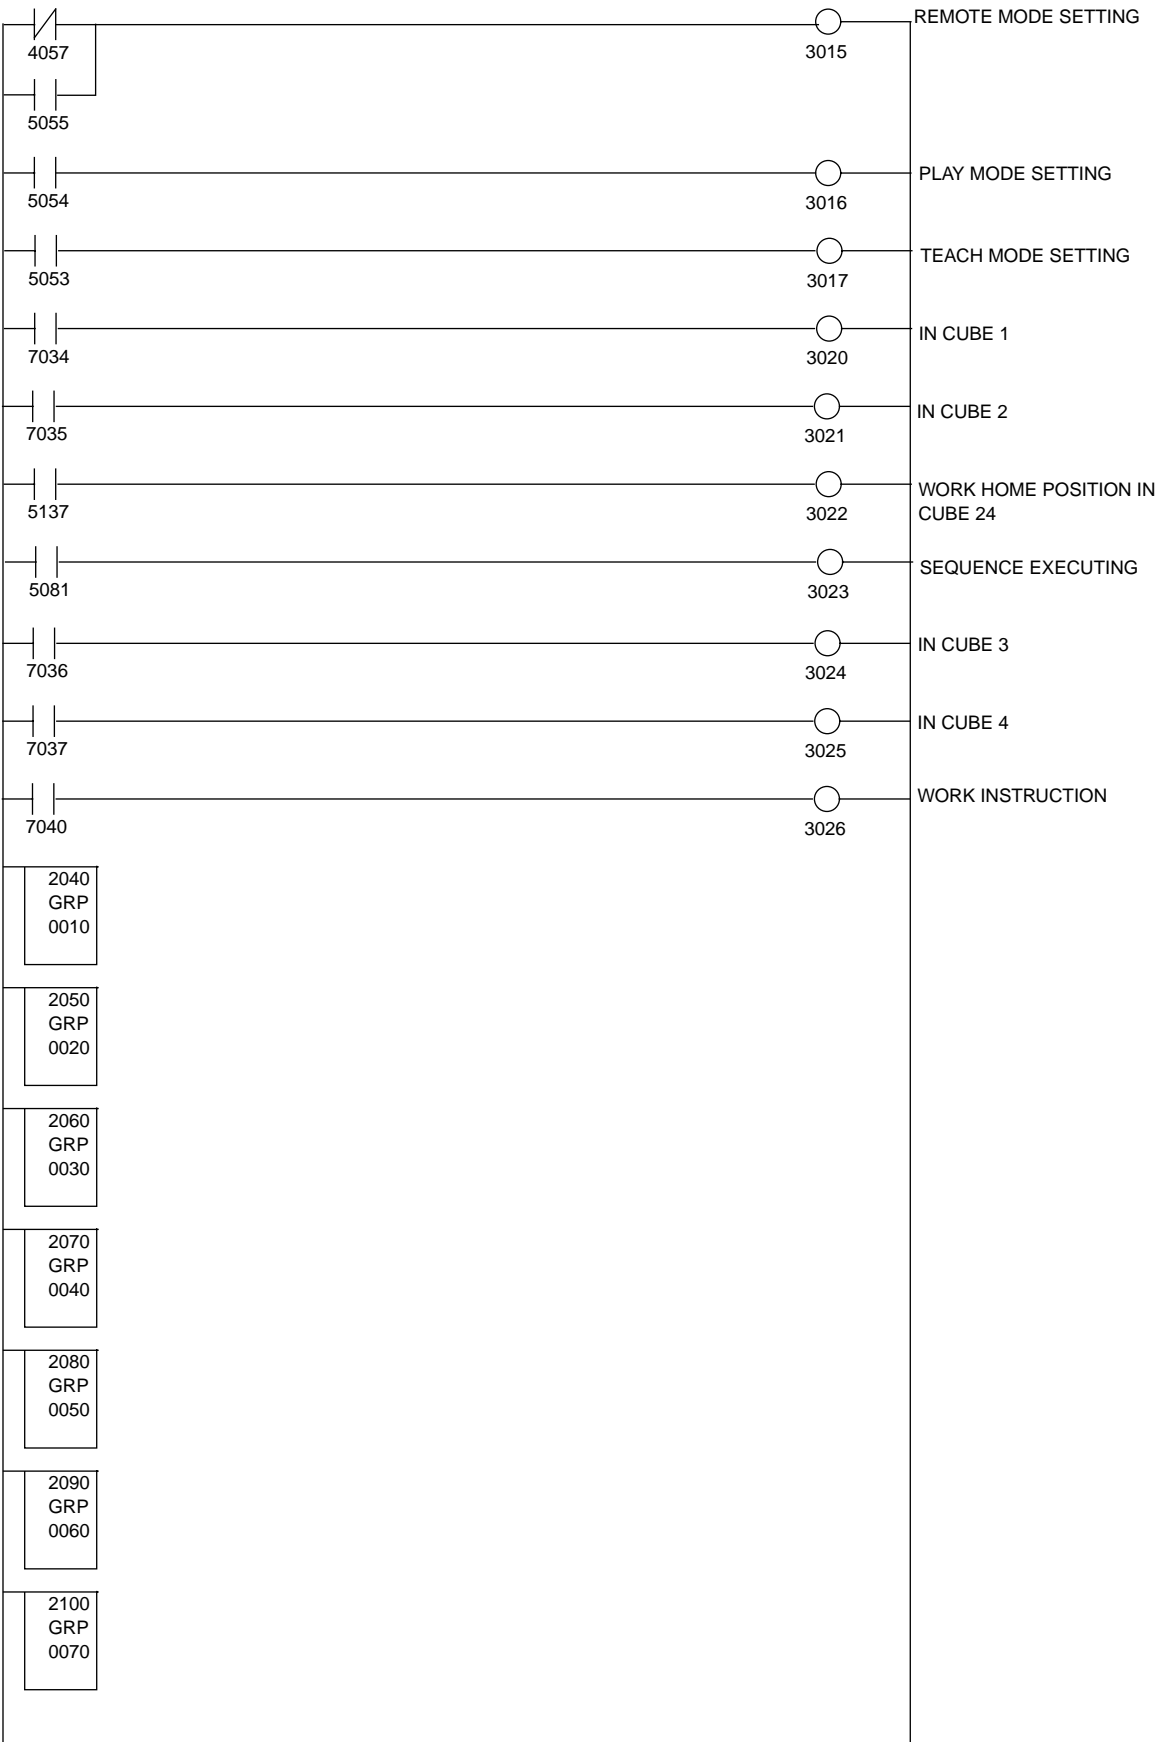 REMOTE MODE SETTING
4057
3015
5055
PLAY MODE SETTING
5054
3016
TEACH MODE SETTING
5053
3017
IN CUBE 1
7034
3020
IN CUBE 2
7035
3021
WORK HOME POSITION IN
CUBE 24
5137
3022
SEQUENCE EXECUTING
5081
3023
IN CUBE 3
7036
3024
IN CUBE 4
7037
3025
WORK INSTRUCTION
7040
3026
2040
GRP
0010
2050
GRP
0020
2060
GRP
0030
2070
GRP
0040
2080
GRP
0050
2090
GRP
0060
2100
GRP
0070